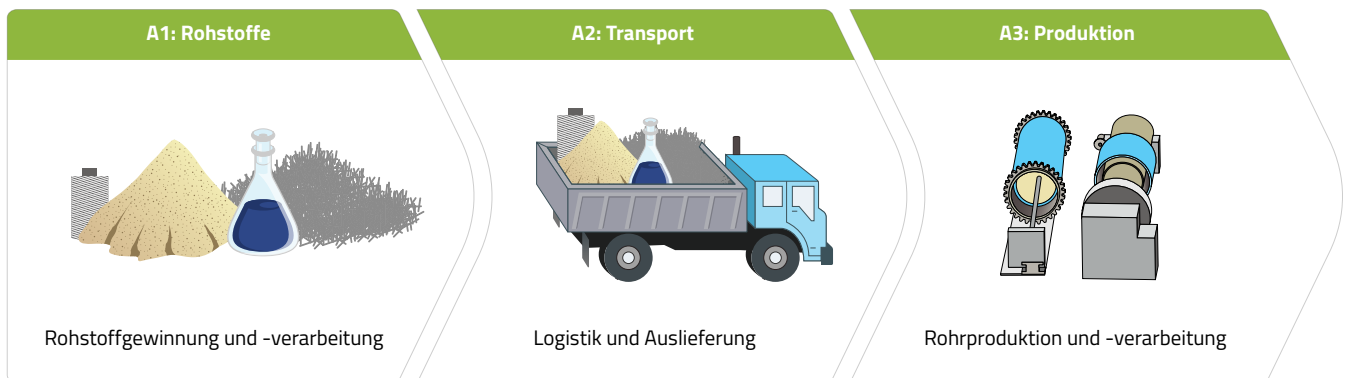 A1: Rohstoffe
A2: Transport
A3: Produktion
Rohstoffgewinnung und -verarbeitung
Logistik und Auslieferung
Rohrproduktion und -verarbeitung